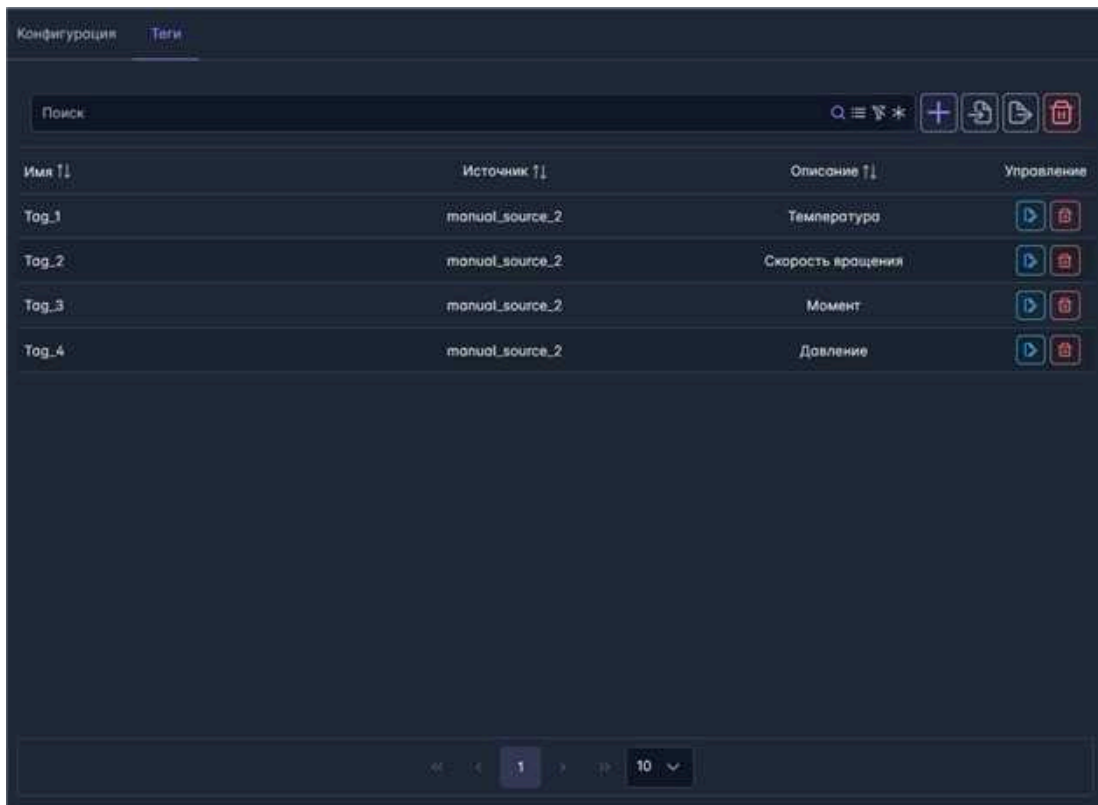 Конфигурация Теги
Поиск
Имя Источник Описание Управление
Tag_1 manual_source_2 Температура
Tag_2 manual_source_2 Скорость вращения
Tag_3 manual_source_2 Момент
Tag_4 manual_source_2 Давление
1 10